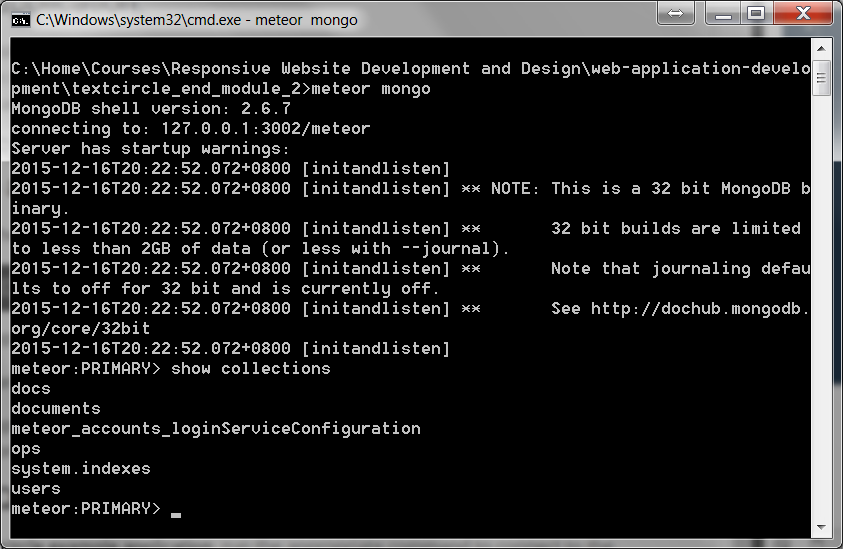 C:\Windows\system32\cmd.exe - meteor  mongo
C:\Home\Courses\Responsive Website Development and Design\web-application-develo
pment\textcircle_end_module_2>meteor mongo
MongoDB shell version: 2.6.7
connecting to: 127.0.0.1:3002/meteor
Server has startup warnings:
2015-12-16T20:22:52.072+0800 [initandlisten]
2015-12-16T20:22:52.072+0800 [initandlisten] ** NOTE: This is a 32 bit MongoDB b
inary.
2015-12-16T20:22:52.072+0800 [initandlisten] **       32 bit builds are limited
to less than 2GB of data (or less with --journal).
2015-12-16T20:22:52.072+0800 [initandlisten] **       Note that journaling defau
lts to off for 32 bit and is currently off.
2015-12-16T20:22:52.072+0800 [initandlisten] **       See http://dochub.mongodb.
org/core/32bit
2015-12-16T20:22:52.072+0800 [initandlisten]
meteor:PRIMARY> show collections
docs
documents
meteor_accounts_loginServiceConfiguration
ops
system.indexes
users
meteor:PRIMARY> _